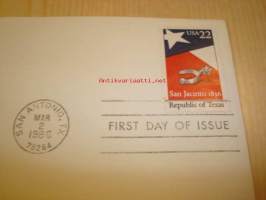 USA 22
San Jacinto 1836
Republic of Texas
SAN ANTONIO, TX
MAR
2
1986
78284
FIRST DAY OF ISSUE
www.antikvariaatti.net